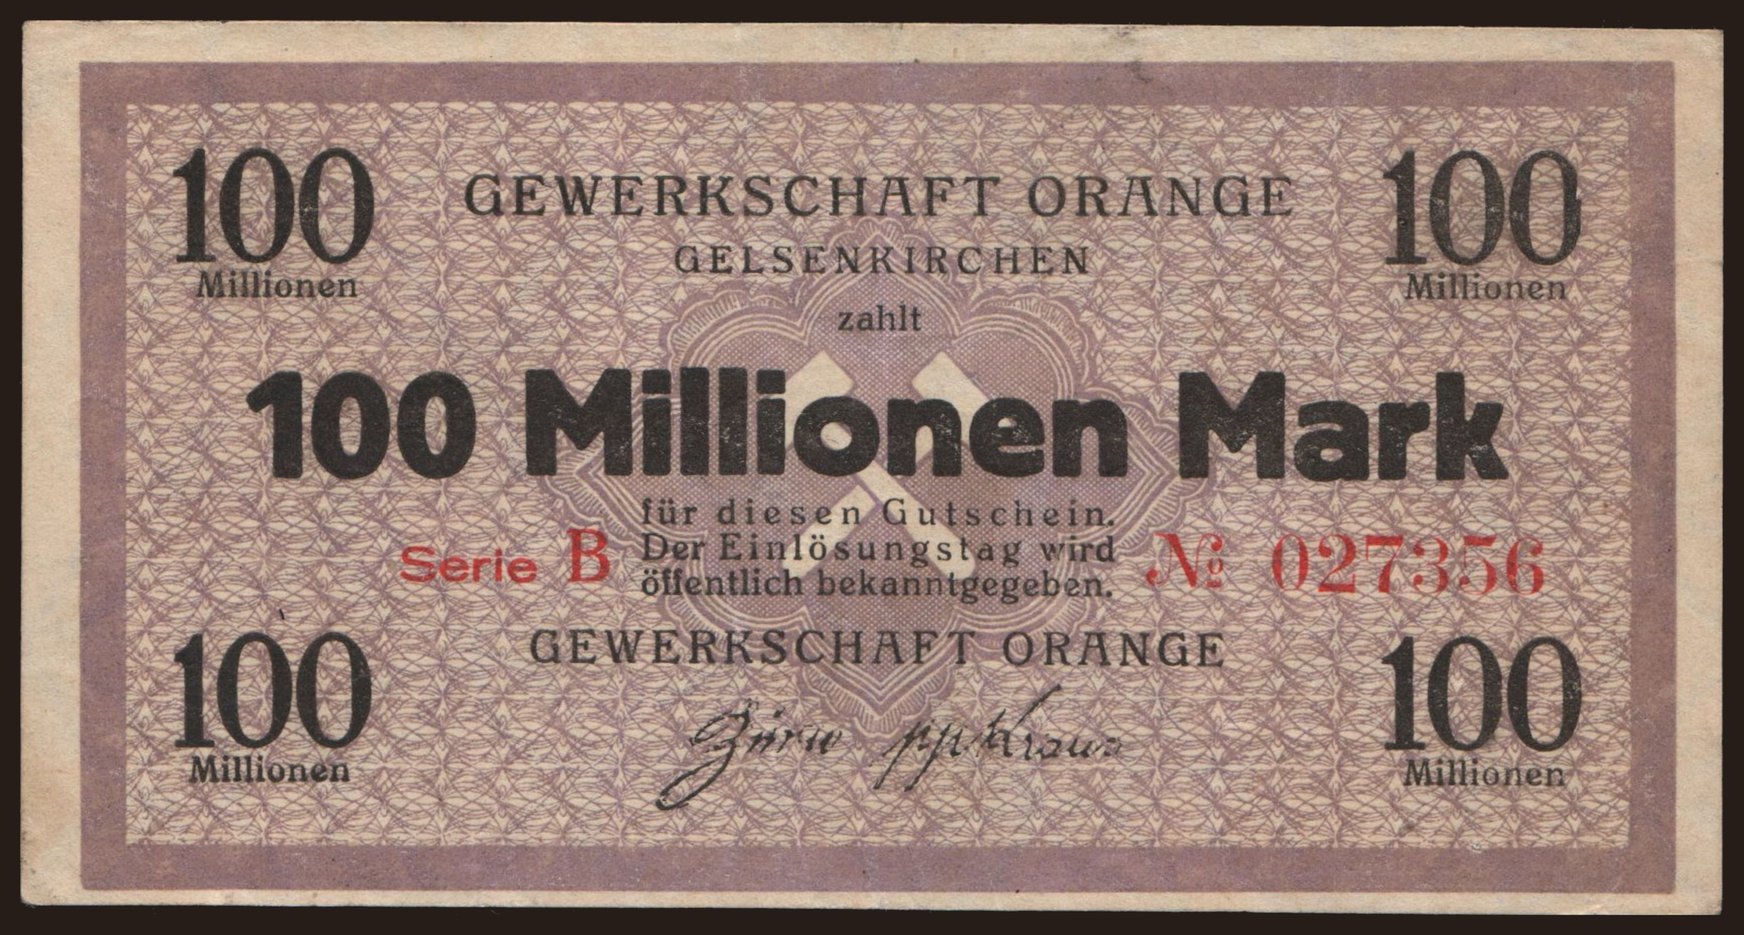 100 Millionen
GEWERKSCHAFT ORANGE
100 Millionen
GELSENKIRCHEN
zahlt
100 Millionen Mark
für diesen Gutschein.
Der Einlösungstag wird
öffentlich bekanntgegeben.
Serie B
№ 027356
GEWERKSCHAFT ORANGE
100 Millionen
100 Millionen